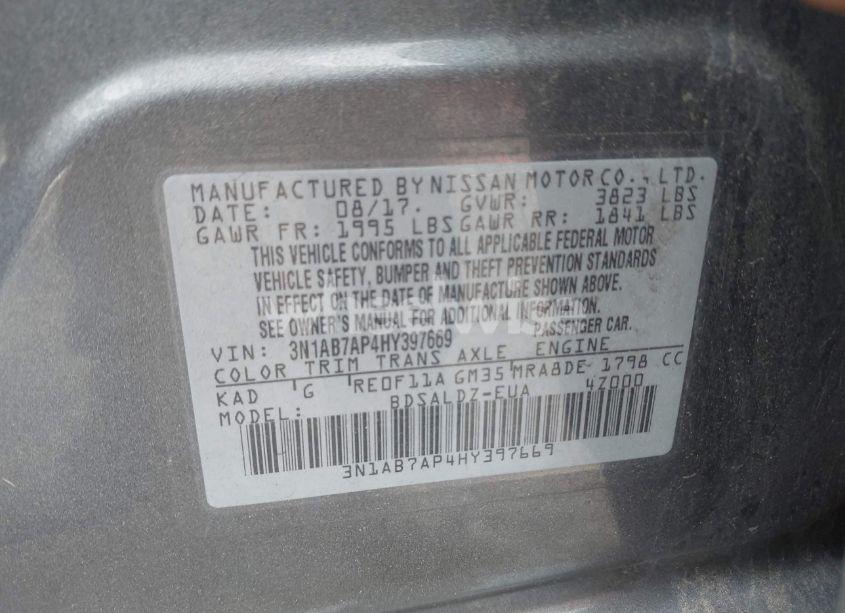 MANUFACTURED BY NISSAN MOTOR CO., LTD.
DATE: 08/17. GVWR: 3823 LBS
GAWR FR: 1995 LBS GAWR RR: 1841 LBS
THIS VEHICLE CONFORMS TO ALL APPLICABLE FEDERAL MOTOR
VEHICLE SAFETY, BUMPER AND THEFT PREVENTION STANDARDS
IN EFFECT ON THE DATE OF MANUFACTURE SHOWN ABOVE.
SEE OWNER'S MANUAL FOR ADDITIONAL INFORMATION.
PASSENGER CAR.
VIN: 3N1AB7AP4HY397669
COLOR TRIM TRANS AXLE ENGINE
KAD G RE0F11A GM35 MRA8DE 1798 CC
MODEL: BDSALDZ-EUA 4Z000
3N1AB7AP4HY397669